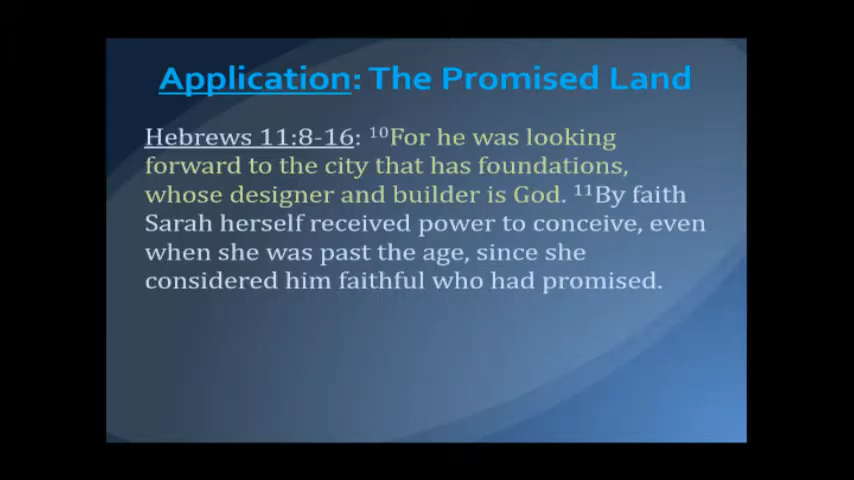 Application: The Promised Land
Hebrews 11:8-16: ¹⁰For he was looking
forward to the city that has foundations,
whose designer and builder is God. ¹¹By faith
Sarah herself received power to conceive, even
when she was past the age, since she
considered him faithful who had promised.